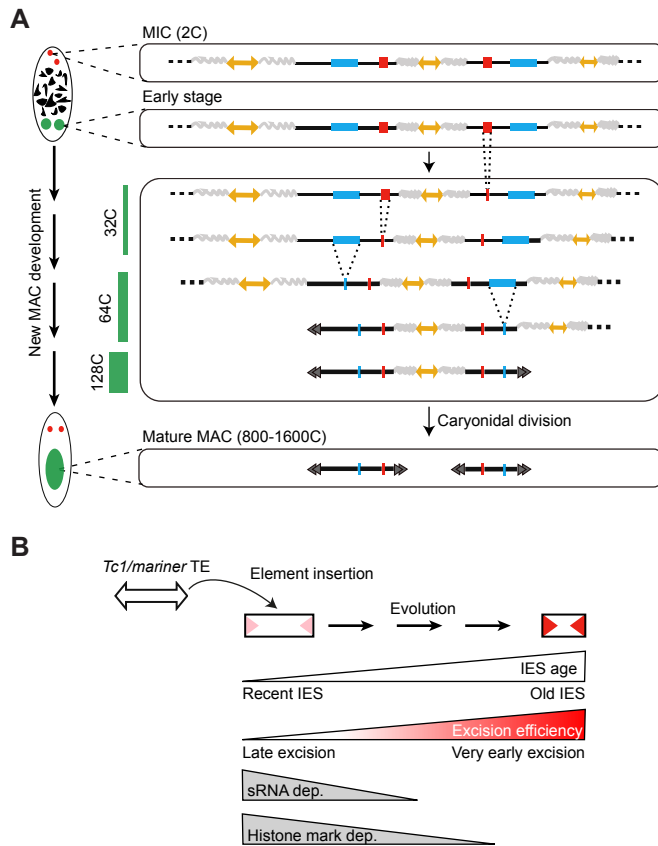 A
MIC (2C)
Early stage
New MAC development
32C
64C
128C
Caryonidal division
Mature MAC (800-1600C)
B
Tc1/mariner TE
Element insertion
Evolution
IES age
Recent IES
Old IES
Excision efficiency
Late excision
Very early excision
sRNA dep.
Histone mark dep.